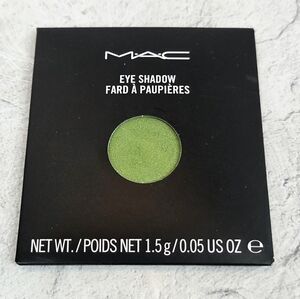 M·A·C
EYE SHADOW
FARD À PAUPIÈRES
NET WT./POIDS NET 1.5 g/0.05 US OZ ℮